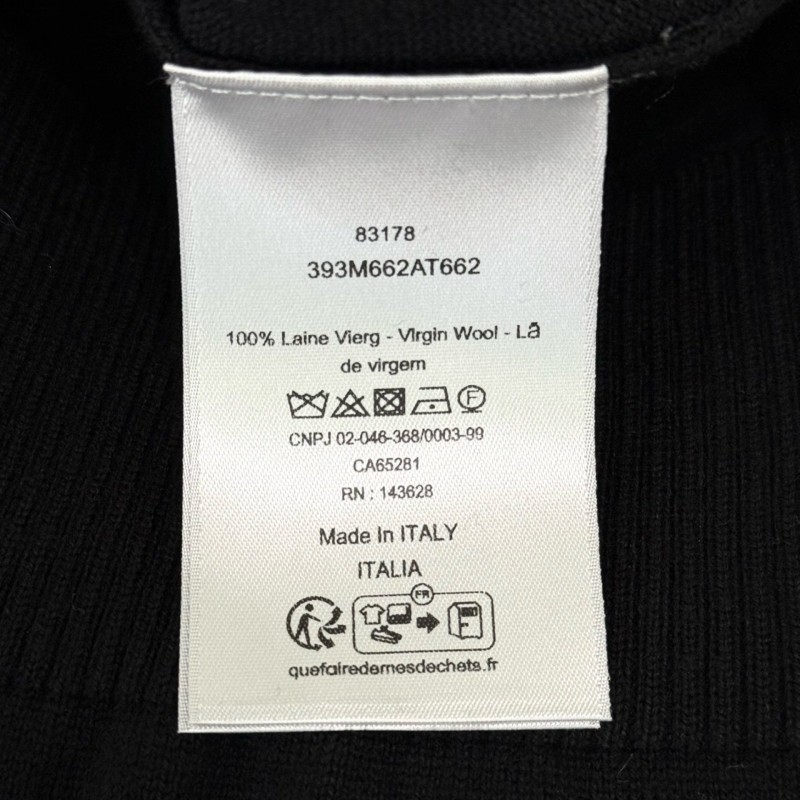 83178
393M662AT662
100% Laine Vierg - Virgin Wool - Lã
de virgem
F
CNPJ 02-046-368/0003-99
CA65281
RN : 143628
Made In ITALY
ITALIA
FR
quefairedemesdechets.fr